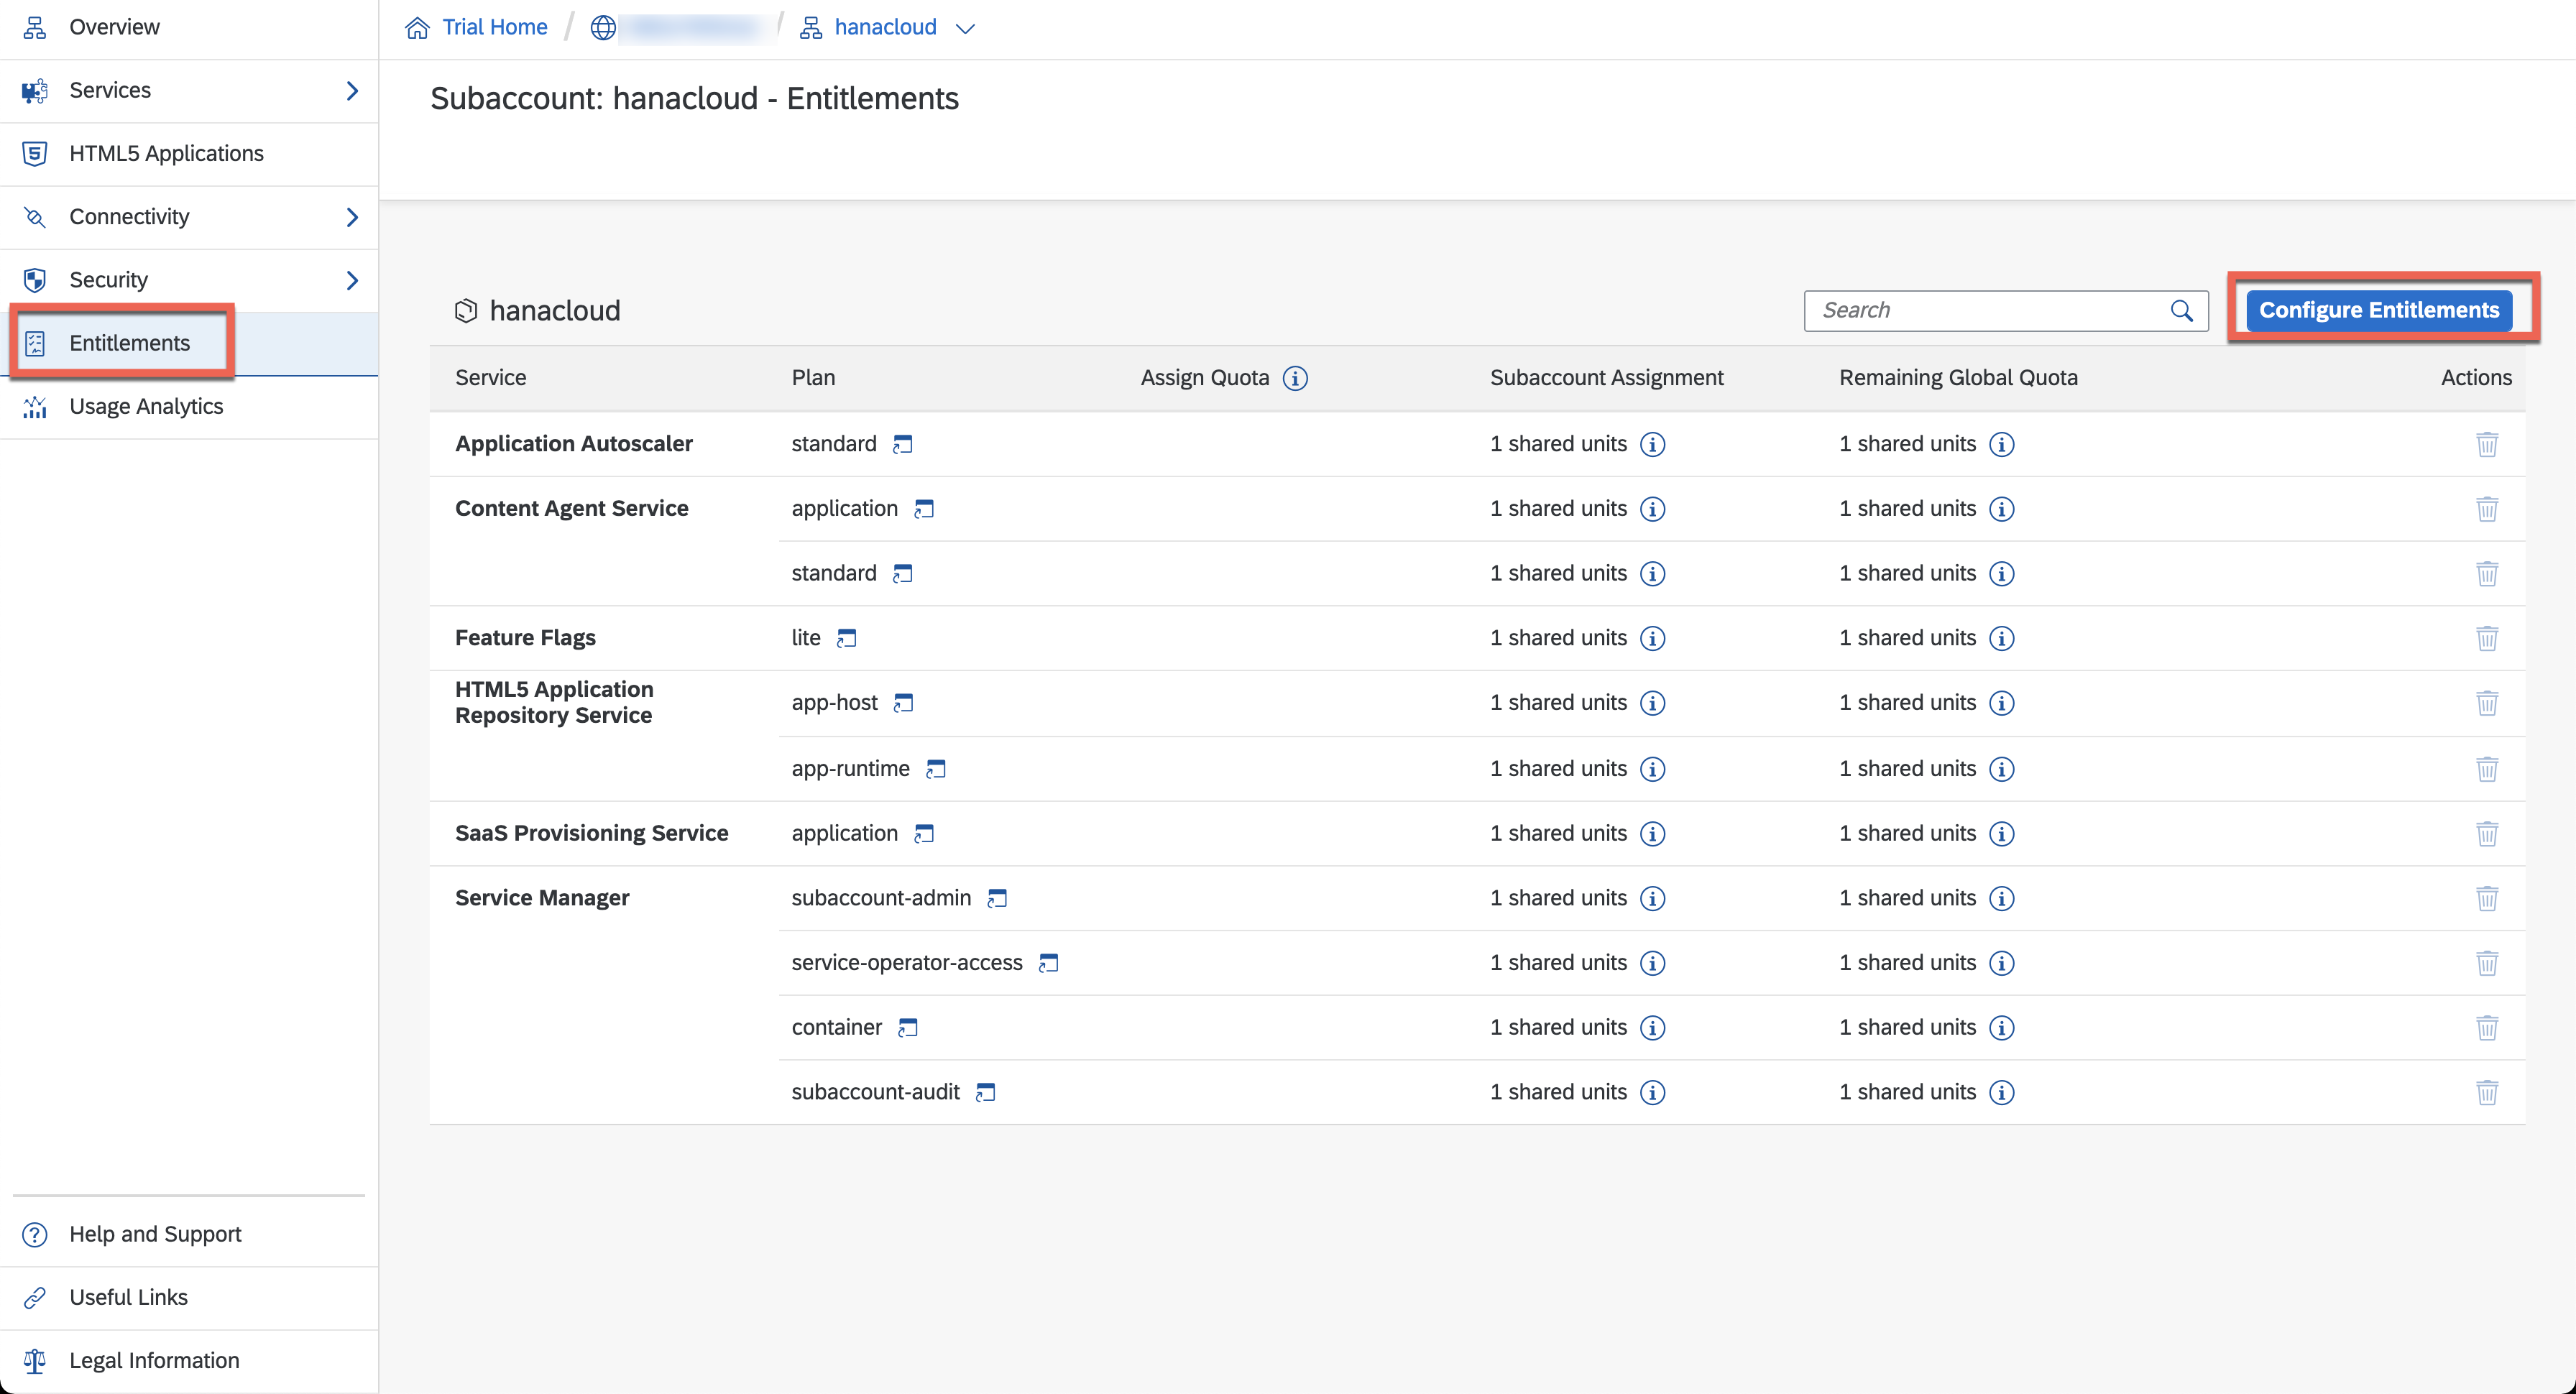 Overview
Services
HTML5 Applications
Connectivity
Security
Entitlements
Usage Analytics
Help and Support
Useful Links
Legal Information
Trial Home / / hanacloud
Subaccount: hanacloud - Entitlements
hanacloud
Search
Configure Entitlements
Service Plan Assign Quota Subaccount Assignment Remaining Global Quota Actions
Application Autoscaler standard 1 shared units 1 shared units
Content Agent Service application 1 shared units 1 shared units
standard 1 shared units 1 shared units
Feature Flags lite 1 shared units 1 shared units
HTML5 Application
Repository Service app-host 1 shared units 1 shared units
app-runtime 1 shared units 1 shared units
SaaS Provisioning Service application 1 shared units 1 shared units
Service Manager subaccount-admin 1 shared units 1 shared units
service-operator-access 1 shared units 1 shared units
container 1 shared units 1 shared units
subaccount-audit 1 shared units 1 shared units